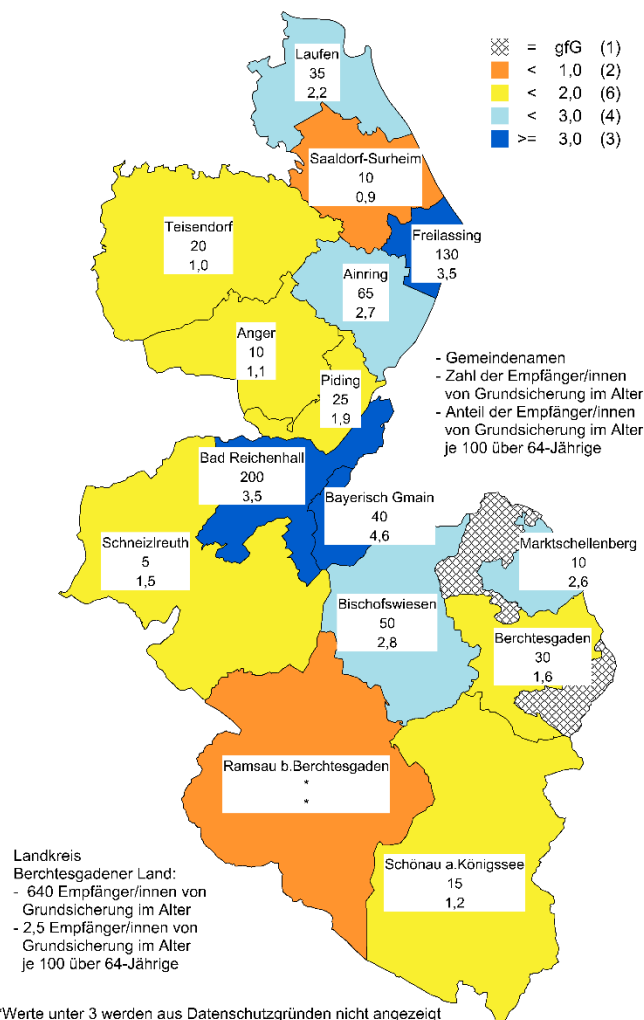 Laufen
35
2,2
= gfG (1)
< 1,0 (2)
< 2,0 (6)
< 3,0 (4)
>= 3,0 (3)
Saaldorf-Surheim
10
0,9
Teisendorf
20
1,0
Freilassing
130
3,5
Ainring
65
2,7
Anger
10
1,1
Piding
25
1,9
- Gemeindenamen
- Zahl der Empfänger/innen
von Grundsicherung im Alter
- Anteil der Empfänger/innen
von Grundsicherung im Alter
je 100 über 64-Jährige
Bad Reichenhall
200
3,5
Bayerisch Gmain
40
4,6
Schneizlreuth
5
1,5
Marktschellenberg
10
2,6
Bischofswiesen
50
2,8
Berchtesgaden
30
1,6
Ramsau b.Berchtesgaden
*
*
Schönau a.Königssee
15
1,2
Landkreis
Berchtesgadener Land:
- 640 Empfänger/innen von
Grundsicherung im Alter
- 2,5 Empfänger/innen von
Grundsicherung im Alter
je 100 über 64-Jährige
*Werte unter 3 werden aus Datenschutzgründen nicht angezeigt